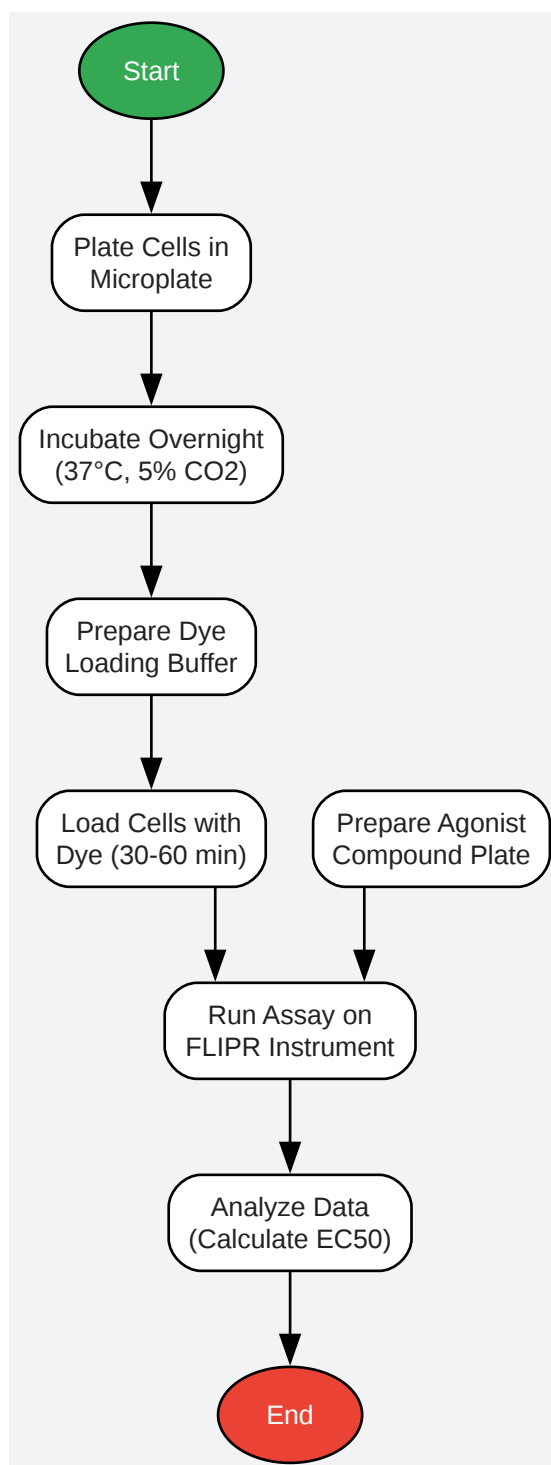 Start
Plate Cells in
Microplate
Incubate Overnight
(37°C, 5% CO2)
Prepare Dye
Loading Buffer
Load Cells with
Dye (30-60 min)
Prepare Agonist
Compound Plate
Run Assay on
FLIPR Instrument
Analyze Data
(Calculate EC50)
End